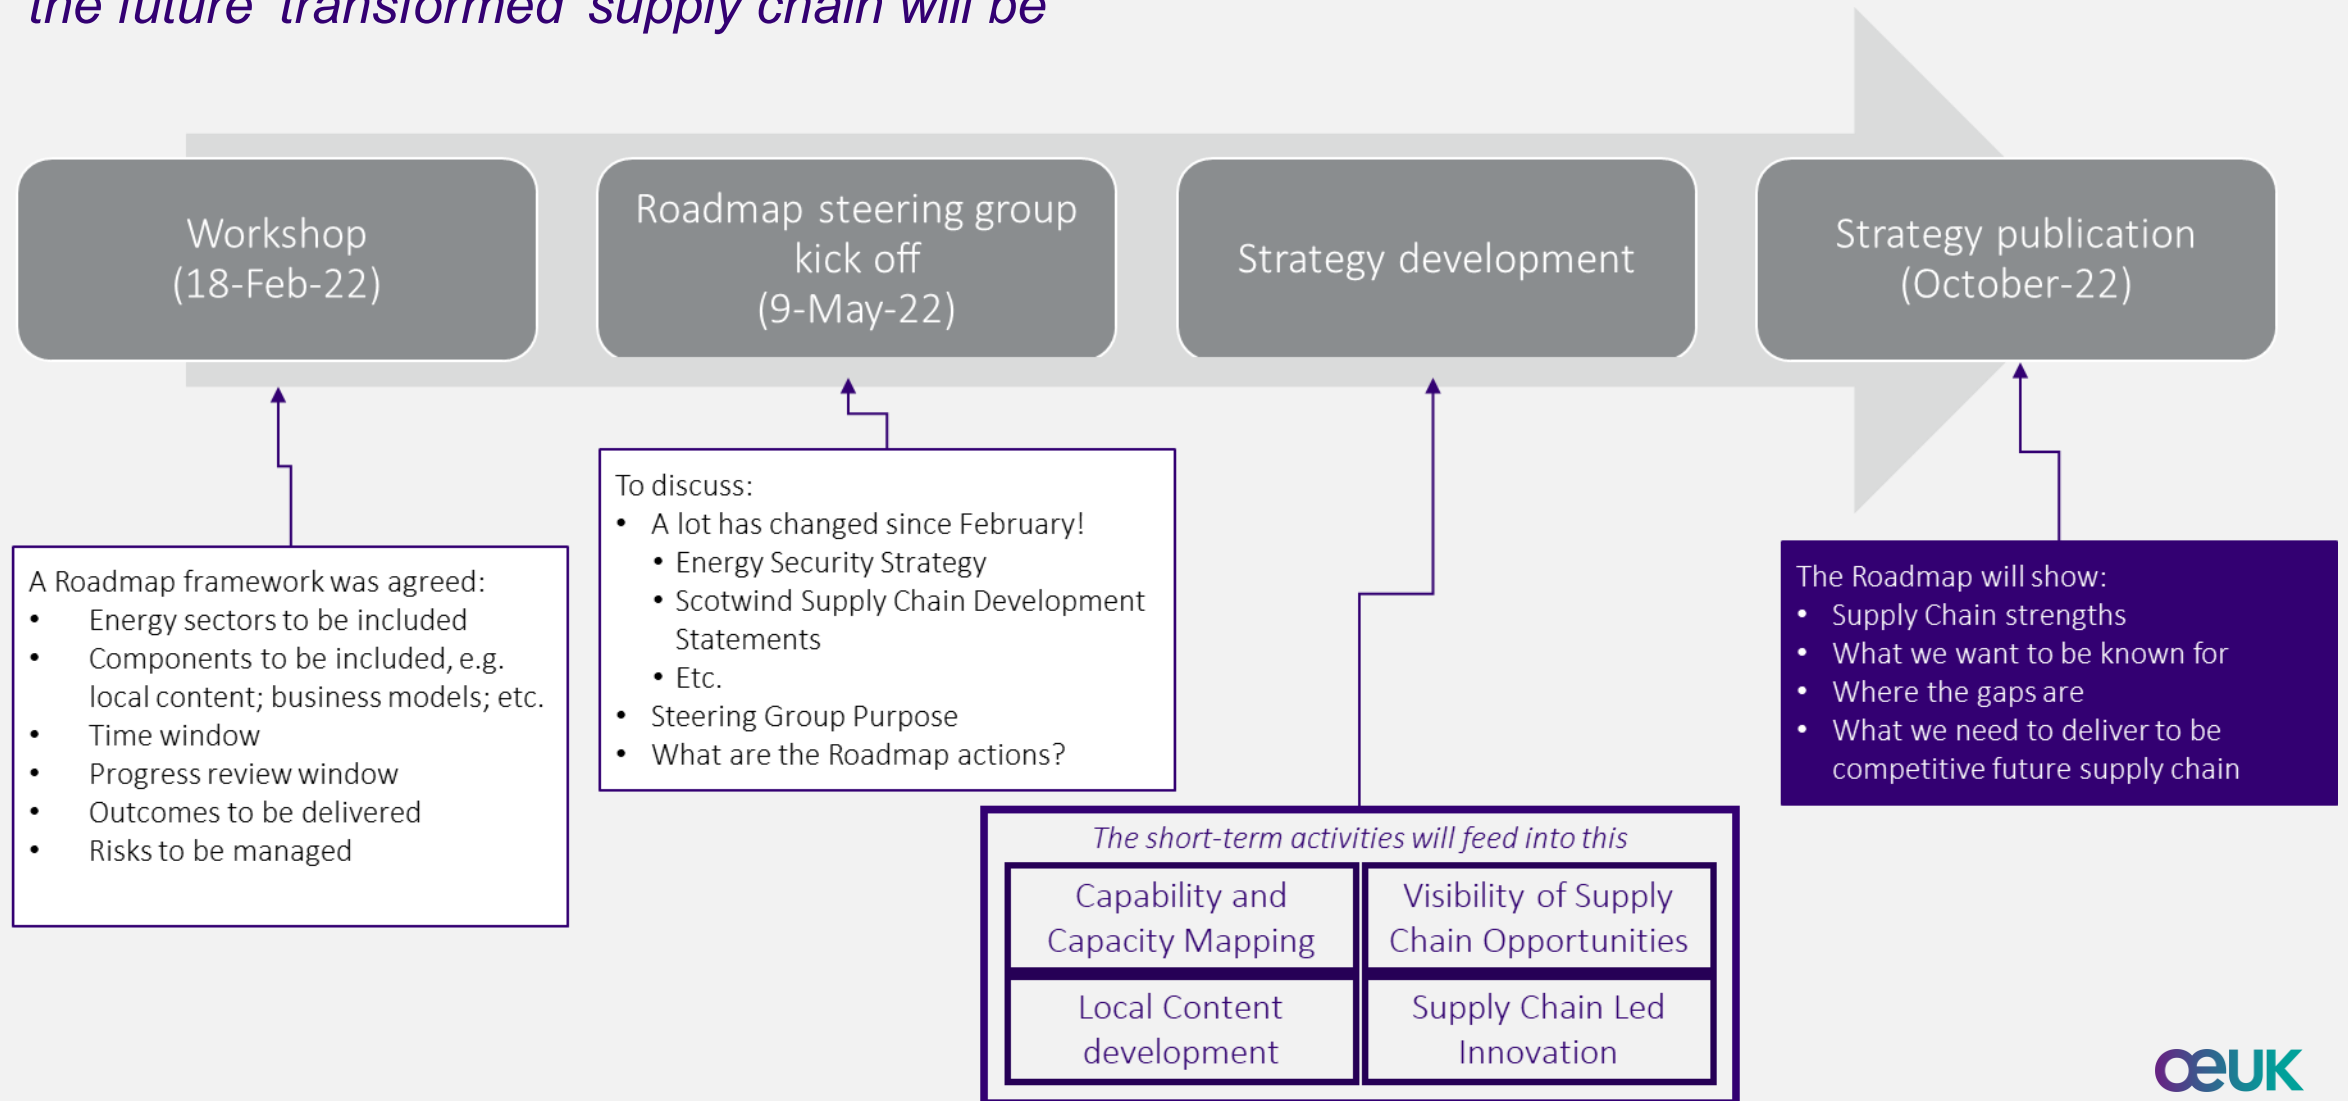 the future 'transformed' supply chain will be
Workshop
(18-Feb-22)
Roadmap steering group
kick off
(9-May-22)
Strategy development
Strategy publication
(October-22)
A Roadmap framework was agreed:
• Energy sectors to be included
• Components to be included, e.g.
local content; business models; etc.
• Time window
• Progress review window
• Outcomes to be delivered
• Risks to be managed
To discuss:
• A lot has changed since February!
• Energy Security Strategy
• Scotwind Supply Chain Development
Statements
• Etc.
• Steering Group Purpose
• What are the Roadmap actions?
The short-term activities will feed into this
Capability and
Capacity Mapping
Visibility of Supply
Chain Opportunities
Local Content
development
Supply Chain Led
Innovation
The Roadmap will show:
• Supply Chain strengths
• What we want to be known for
• Where the gaps are
• What we need to deliver to be
competitive future supply chain
œUK